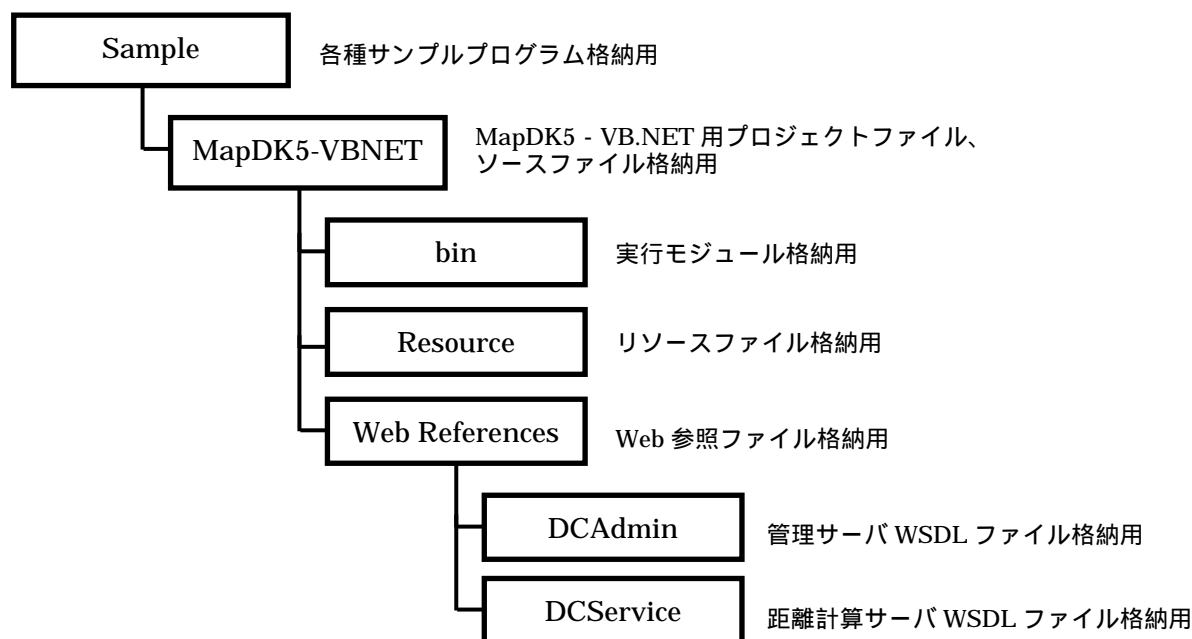 Sample
各種サンプルプログラム格納用
MapDK5-VBNET
MapDK5 - VB.NET 用プロジェクトファイル、
ソースファイル格納用
bin
実行モジュール格納用
Resource
リソースファイル格納用
Web References
Web 参照ファイル格納用
DCAdmin
管理サーバ WSDL ファイル格納用
DCService
距離計算サーバ WSDL ファイル格納用